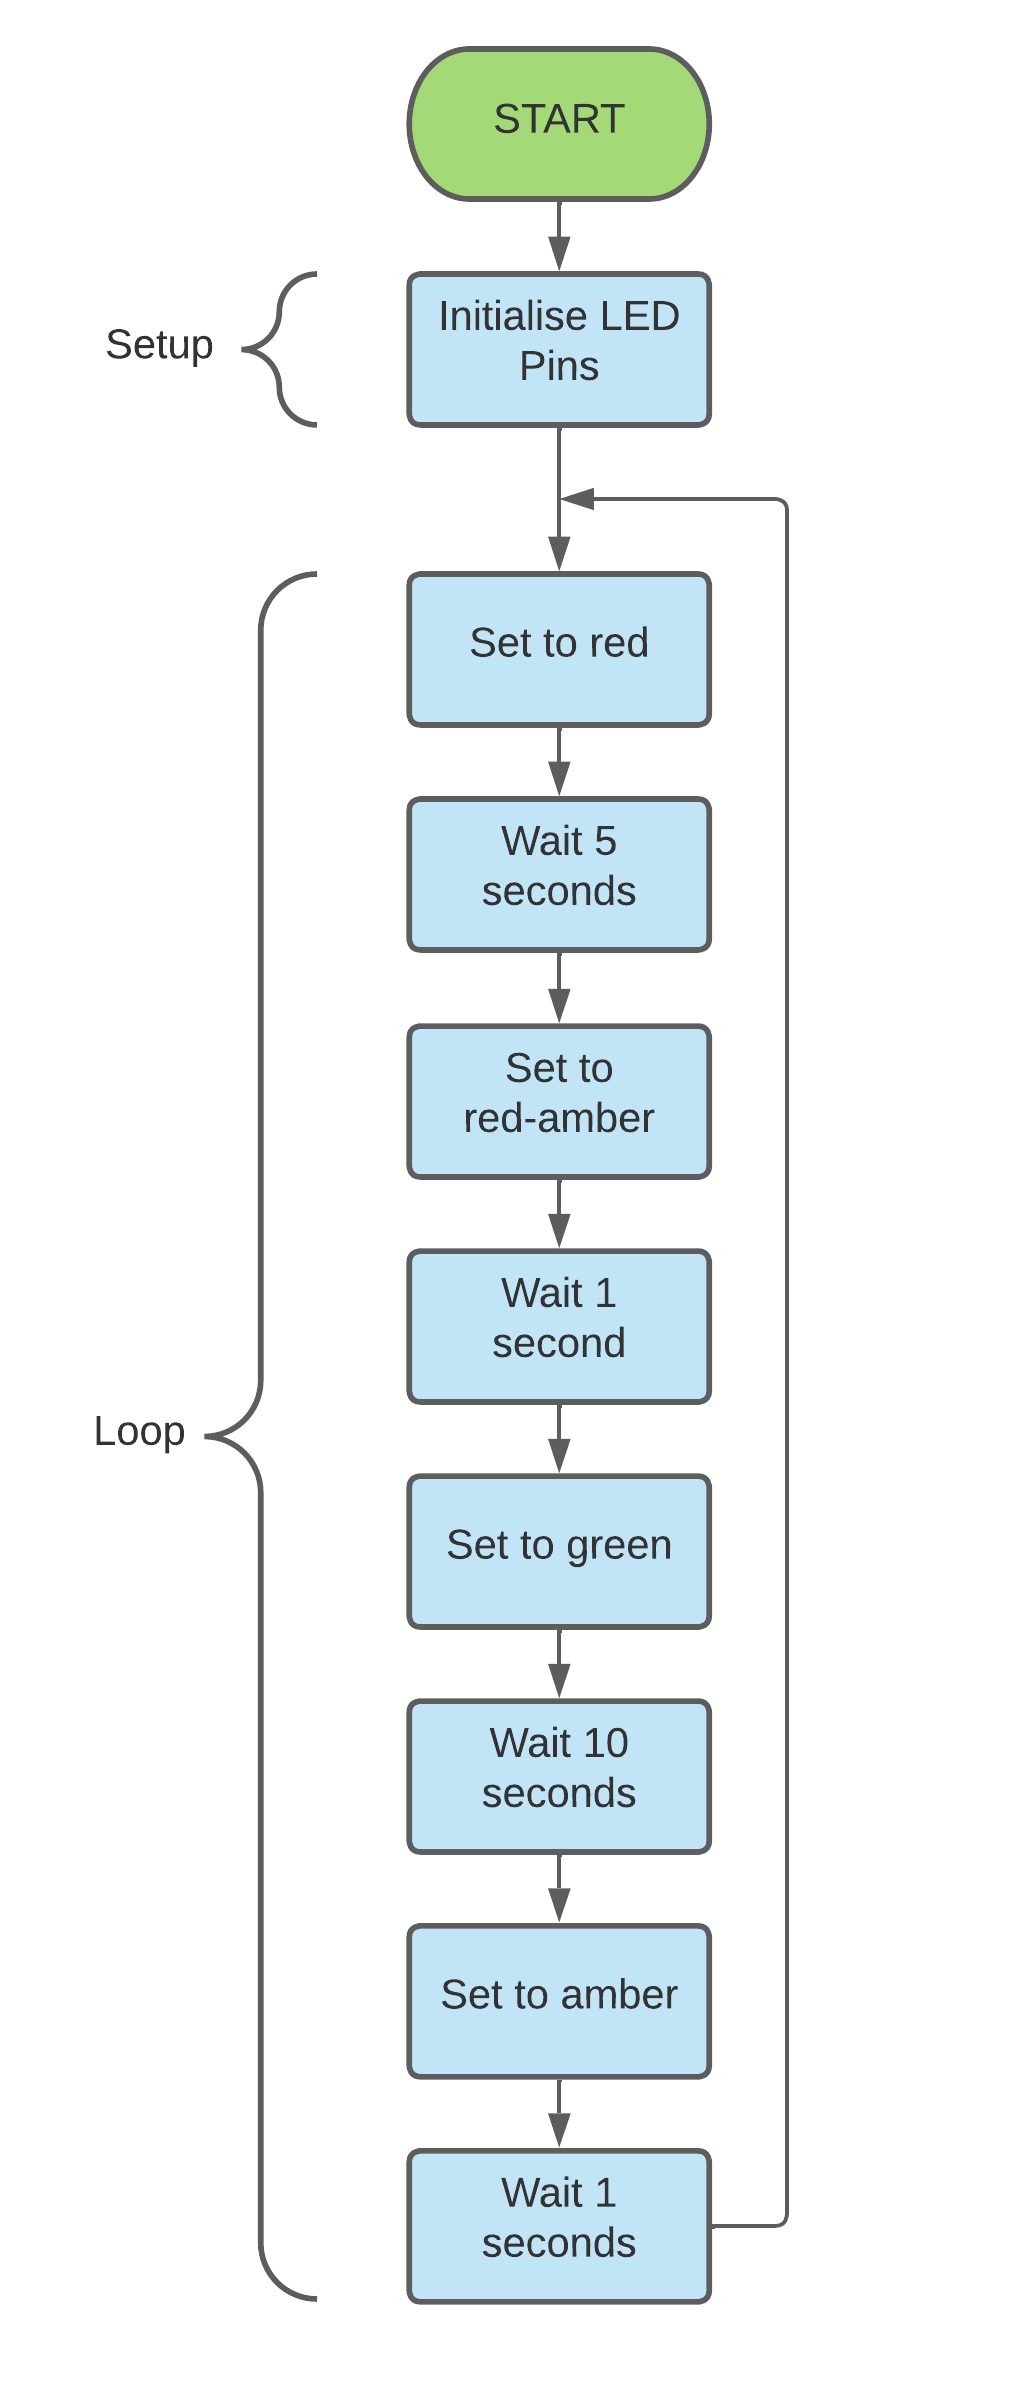 START
Setup
Initialise LED
Pins
Set to red
Wait 5
seconds
Set to
red-amber
Wait 1
second
Loop
Set to green
Wait 10
seconds
Set to amber
Wait 1
seconds